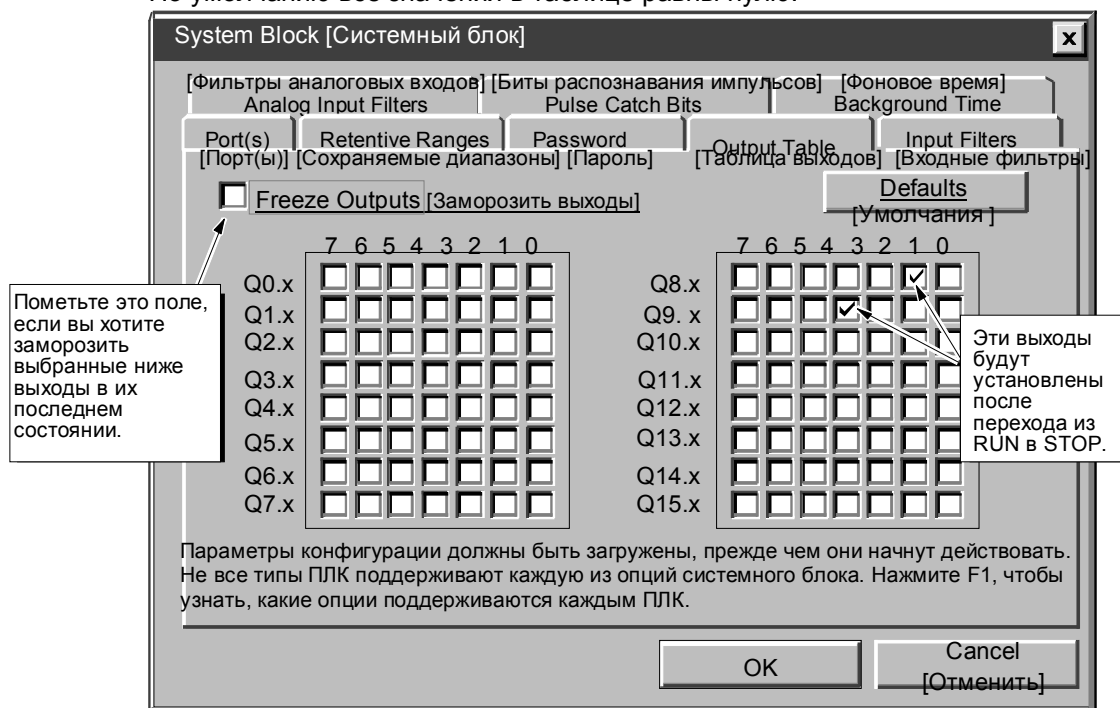 По умолчанию все значения в таблице равны нулю.
System Block [Системный блок]
x
[Фильтры аналоговых входов] [Биты распознавания импульсов] [Фоновое время]
Analog Input Filters Pulse Catch Bits Background Time
Port(s) Retentive Ranges Password Output Table Input Filters
[Порт(ы)] [Сохраняемые диапазоны] [Пароль] [Таблица выходов] [Входные фильтры]
Freeze Outputs [Заморозить выходы]
Defaults
[Умолчания ]
7 6 5 4 3 2 1 0
7 6 5 4 3 2 1 0
Q0.x
Q1.x
Q2.x
Q3.x
Q4.x
Q5.x
Q6.x
Q7.x
Q8.x
Q9. x
Q10.x
Q11.x
Q12.x
Q13.x
Q14.x
Q15.x
Пометьте это поле,
если вы хотите
заморозить
выбранные ниже
выходы в их
последнем
состоянии.
Эти выходы
будут
установлены
после
перехода из
RUN в STOP.
Параметры конфигурации должны быть загружены, прежде чем они начнут действовать.
Не все типы ПЛК поддерживают каждую из опций системного блока. Нажмите F1, чтобы
узнать, какие опции поддерживаются каждым ПЛК.
OK
Cancel
[Отменить]